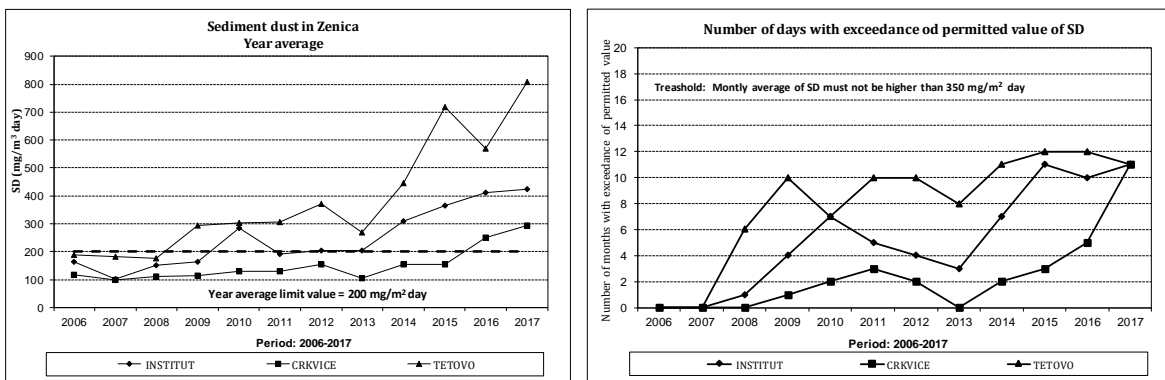 Sediment dust in Zenica
Year average
SD (mg/m³ day)
900
800
700
600
500
400
300
200
100
0
Year average limit value = 200 mg/m² day
2006 2007 2008 2009 2010 2011 2012 2013 2014 2015 2016 2017
Period: 2006-2017
INSTITUT CRKVICE TETOVO
Number of days with exceedance od permitted value of SD
Number of months with exceedance of permitted value
20
18
16
14
12
10
8
6
4
2
0
Treashold: Montly average of SD must not be higher than 350 mg/m² day
2006 2007 2008 2009 2010 2011 2012 2013 2014 2015 2016 2017
Period: 2006-2017
INSTITUT CRKVICE TETOVO